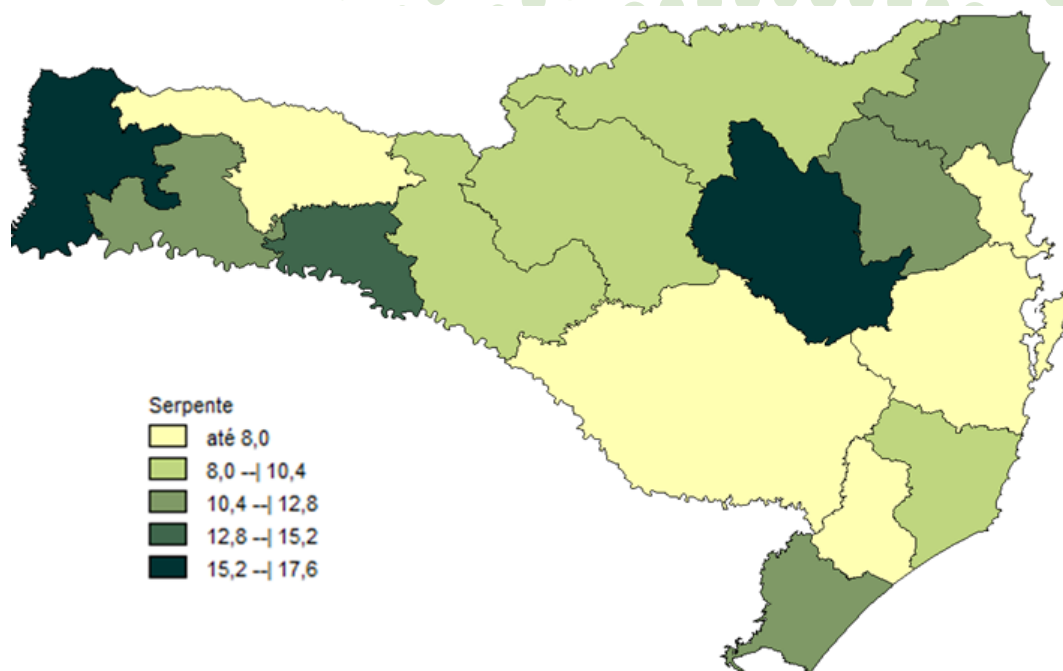 Serpente
até 8,0
8,0 --| 10,4
10,4 --| 12,8
12,8 --| 15,2
15,2 --| 17,6